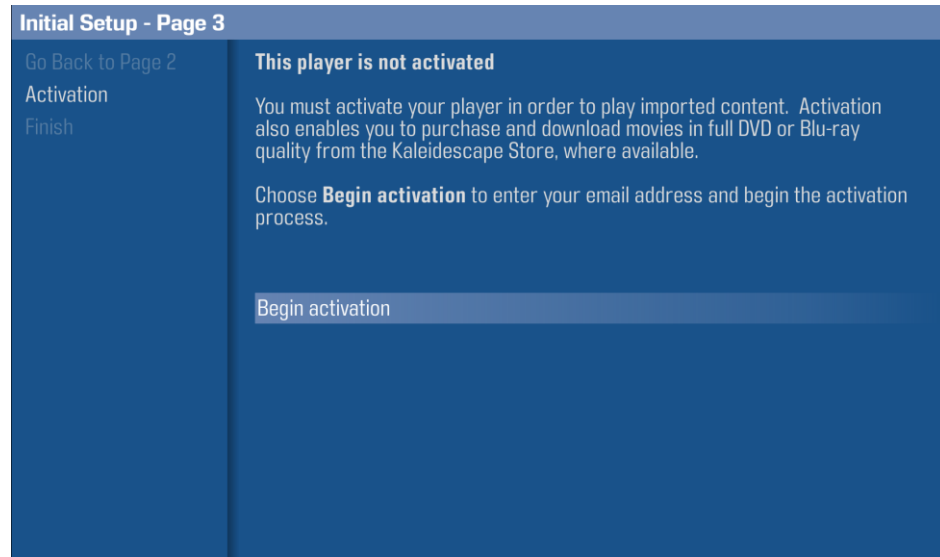 Initial Setup - Page 3
Go Back to Page 2
Activation
Finish
This player is not activated
You must activate your player in order to play imported content. Activation
also enables you to purchase and download movies in full DVD or Blu-ray
quality from the Kaleidescape Store, where available.
Choose Begin activation to enter your email address and begin the activation
process.
Begin activation